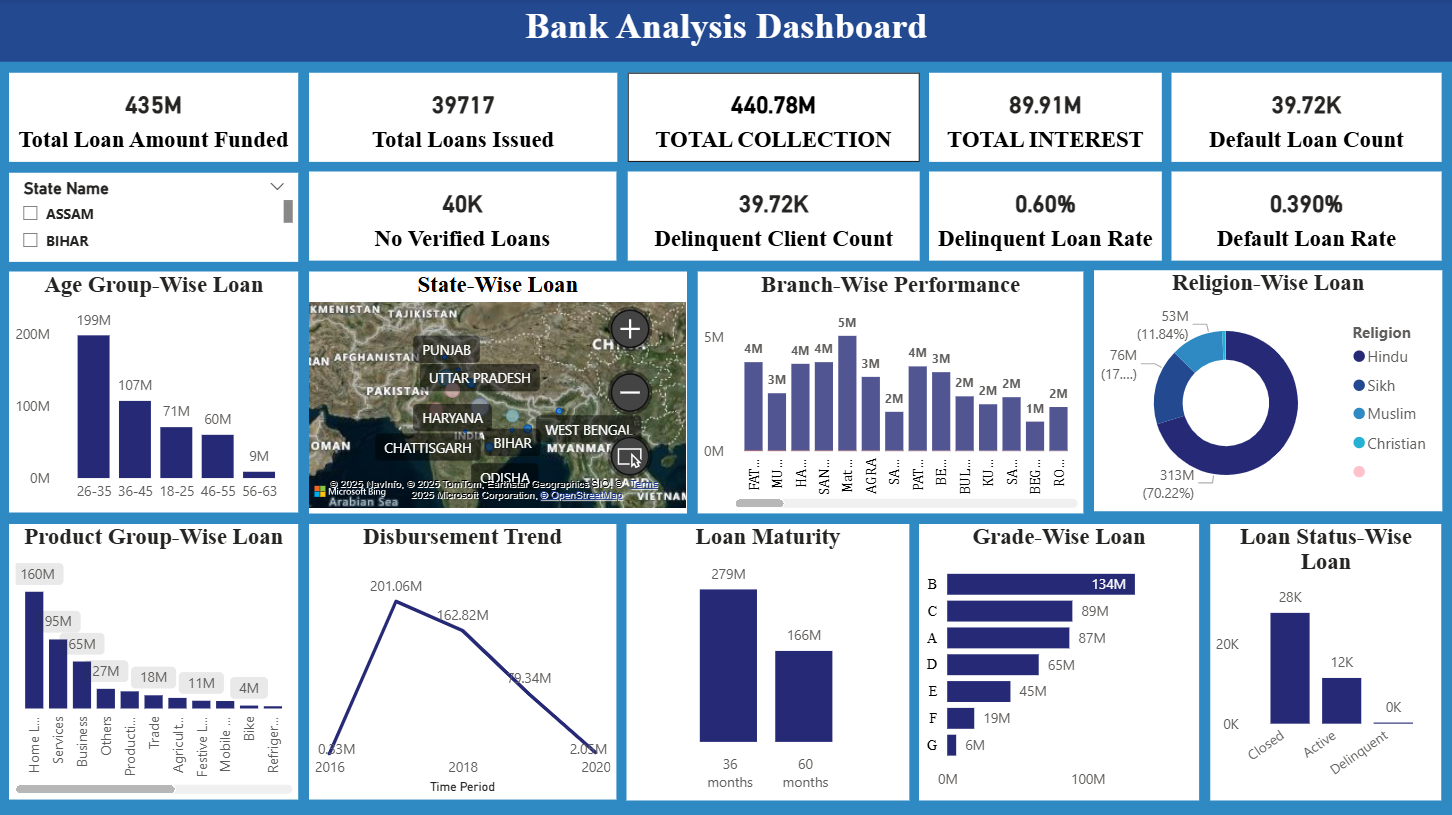 Bank Analysis Dashboard
435M
Total Loan Amount Funded
39717
Total Loans Issued
440.78M
TOTAL COLLECTION
89.91M
TOTAL INTEREST
39.72K
Default Loan Count
State Name
ASSAM
BIHAR
40K
No Verified Loans
39.72K
Delinquent Client Count
0.60%
Delinquent Loan Rate
0.390%
Default Loan Rate
Age Group-Wise Loan
200M
100M
0M
199M
107M
71M
60M
9M
26-35 36-45 18-25 46-55 56-63
State-Wise Loan
KMENISTAN
TAJIKISTAN
PUNJAB
AFGHANISTAN
UTTAR PRADESH
PAKISTAN
HARYANA
WEST BENGAL
INDIA
CHATTISGARH
BIHAR
MYANMAR
OMAN
ODISHA
© 2025 NavInfo, © 2025 TomTom, Earthstar Geographics SIO, © Terms
Microsoft Bing
2025 Microsoft Corporation, © OpenStreetMap
Arabian Sea
VIETNAM
Branch-Wise Performance
5M
0M
4M 3M 4M 4M 5M 3M 2M 4M 3M 2M 2M 2M 1M 2M
FAT... MU... HA... SAN... Mat... AGRA SA... PAT... BE... BUL... KU... SA... BEG... RO...
Religion-Wise Loan
53M
(11.84%)
76M
(17....)
313M
(70.22%)
Religion
Hindu
Sikh
Muslim
Christian
Product Group-Wise Loan
160M
95M
65M
27M
18M
11M
4M
Home L... Services Business Others Producti... Trade Agricult... Festive L... Mobile ... Bike Refriger...
Disbursement Trend
201.06M
162.82M
79.34M
0.33M
2.05M
2016 2018 2020
Time Period
Loan Maturity
279M
166M
36
months
60
months
Grade-Wise Loan
B 134M
C 89M
A 87M
D 65M
E 45M
F 19M
G 6M
0M 100M
Loan Status-Wise
Loan
28K
20K
12K
0K
0K
Closed Active Delinquent